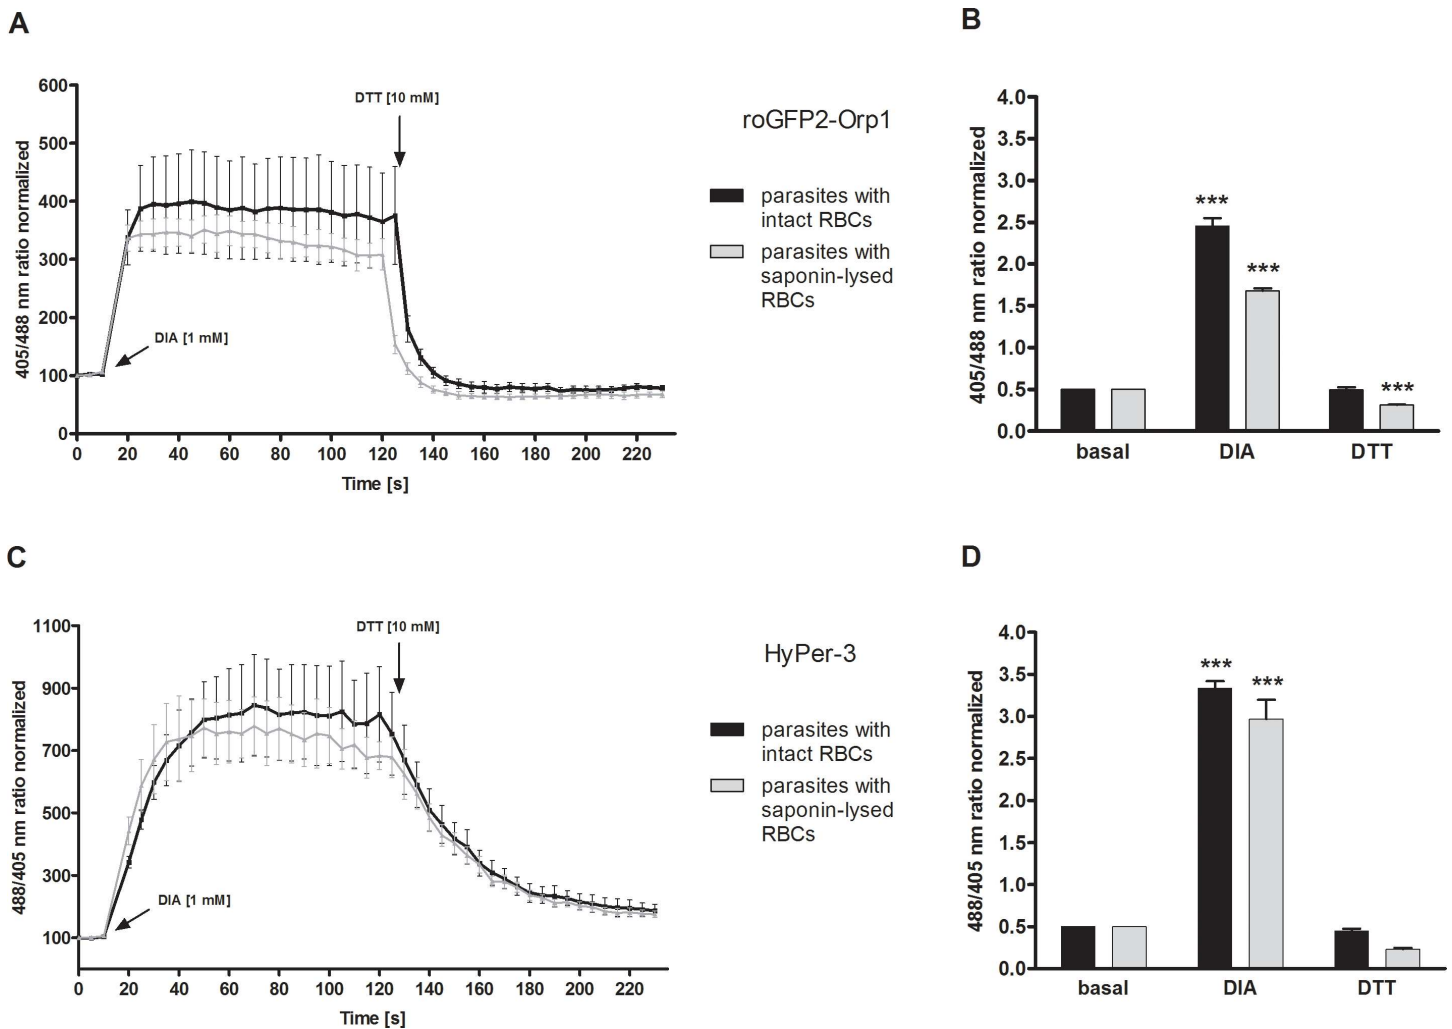 A
405/488 nm ratio normalized
600
500
400
300
200
100
0
DTT [10 mM]
DIA [1 mM]
0 20 40 60 80 100 120 140 160 180 200 220
Time [s]
roGFP2-Orp1
parasites with
intact RBCs
parasites with
saponin-lysed
RBCs
B
405/488 nm ratio normalized
4.0
3.5
3.0
2.5
2.0
1.5
1.0
0.5
0.0
***
***
***
basal DIA DTT
C
488/405 nm ratio normalized
1100
900
700
500
300
100
DTT [10 mM]
DIA [1 mM]
0 20 40 60 80 100 120 140 160 180 200 220
Time [s]
HyPer-3
parasites with
intact RBCs
parasites with
saponin-lysed
RBCs
D
488/405 nm ratio normalized
4.0
3.5
3.0
2.5
2.0
1.5
1.0
0.5
0.0
***
***
basal DIA DTT